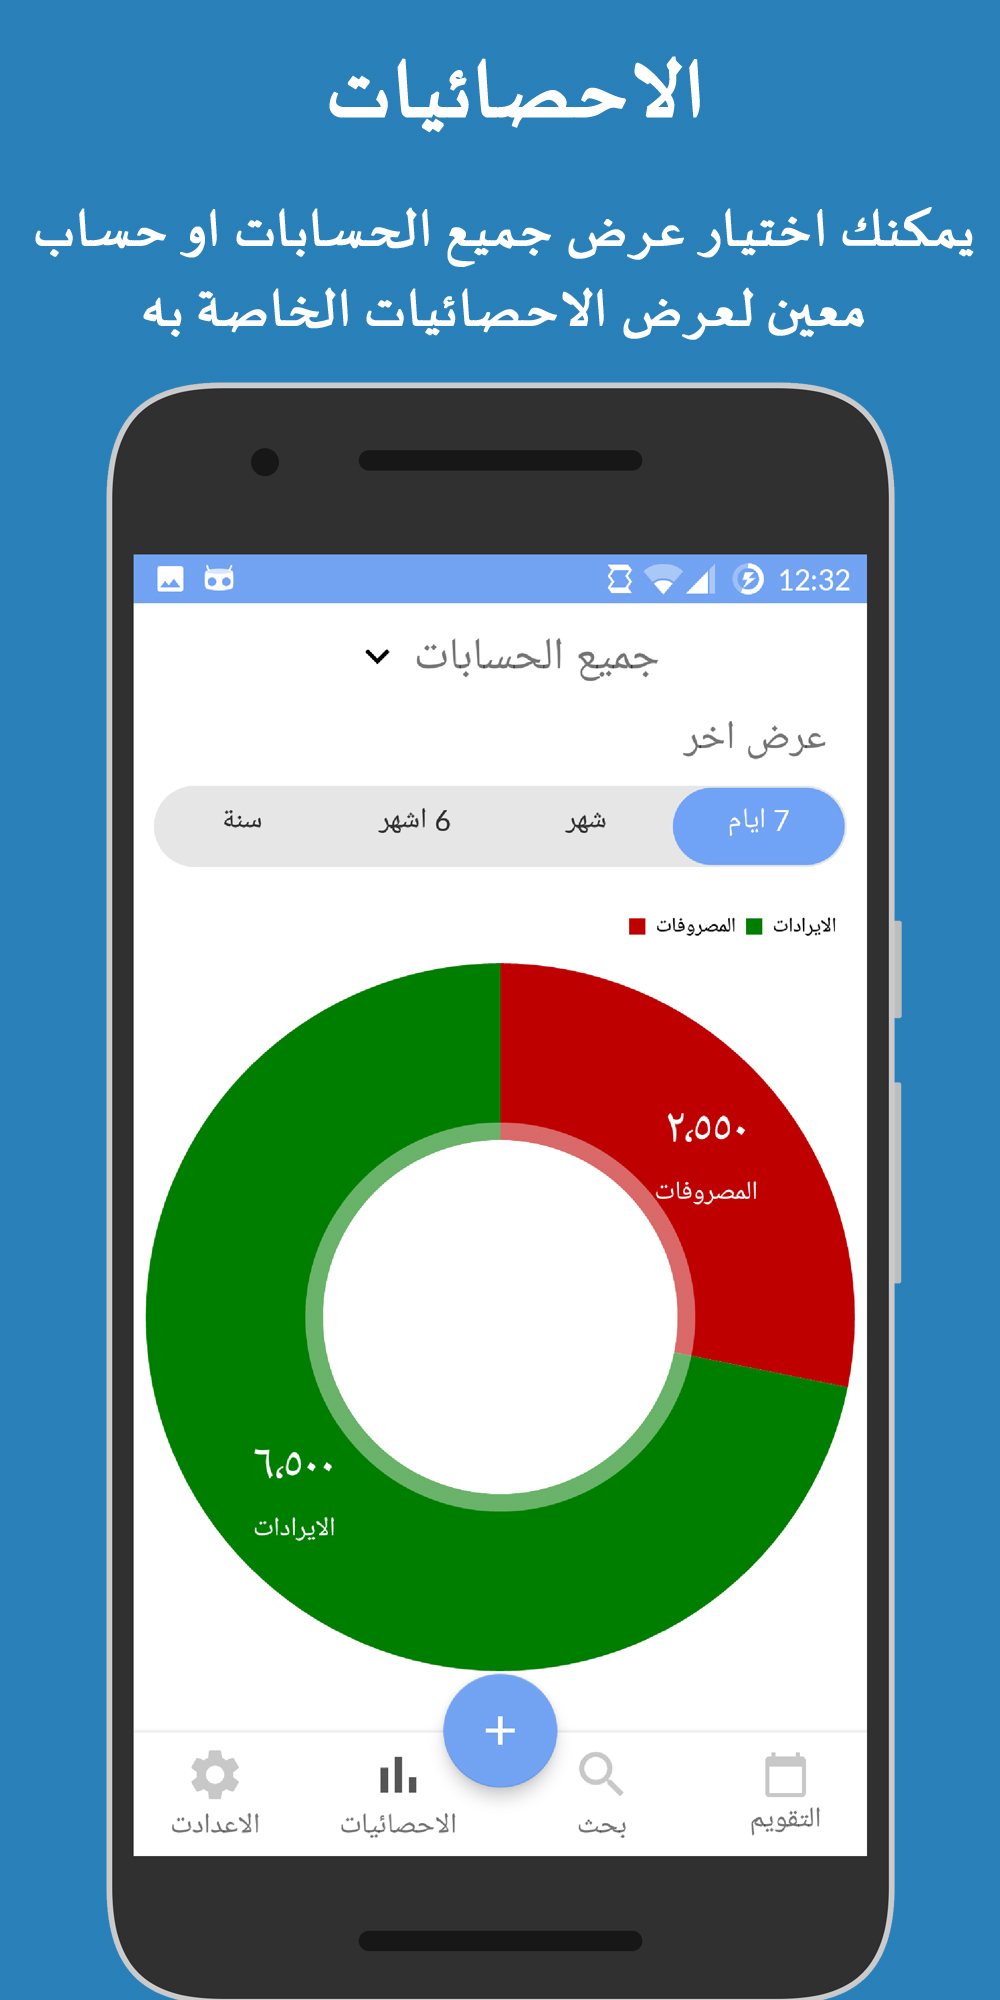 الاحصائيات
يمكنك اختيار عرض جميع الحسابات او حساب
معين لعرض الاحصائيات الخاصة به
12:32
جميع الحسابات
عرض اخر
7 ايام
شهر
6 اشهر
سنة
الايرادات
المصروفات
٢،٥٥٠
المصروفات
٦،٥٠٠
الايرادات
+
التقويم
بحث
الاحصائيات
الاعدادت